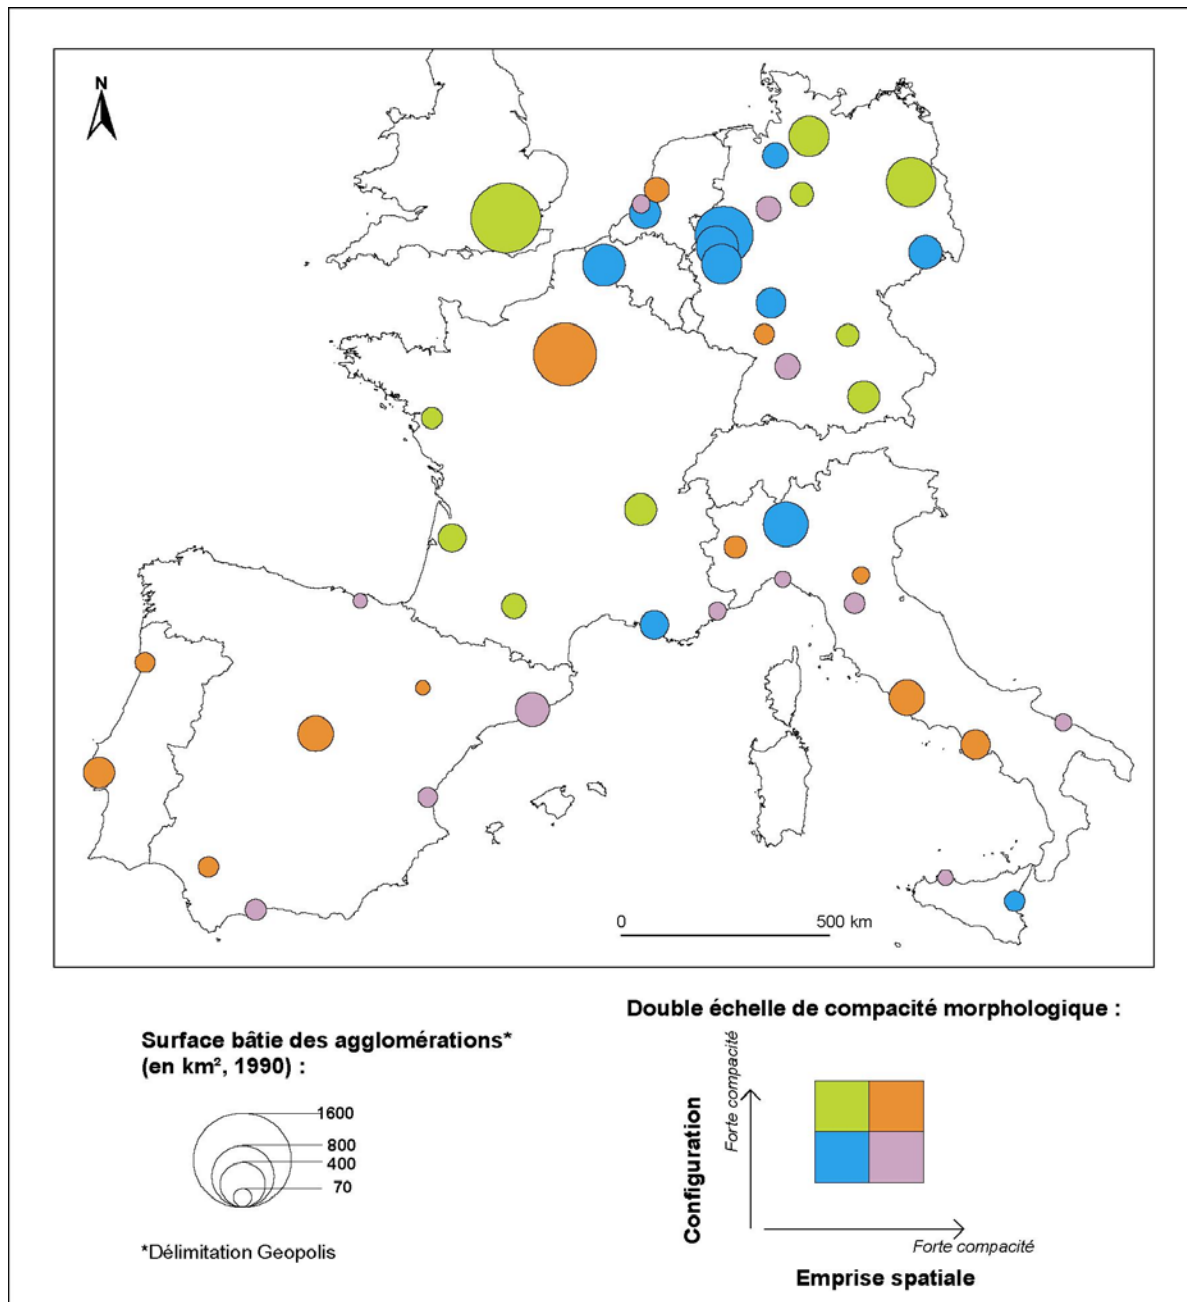 N
0 500 km
Surface bâtie des agglomérations*
(en km², 1990) :
1600
800
400
70
*Délimitation Geopolis
Double échelle de compacité morphologique :
Configuration
Forte compacité
Forte compacité
Emprise spatiale